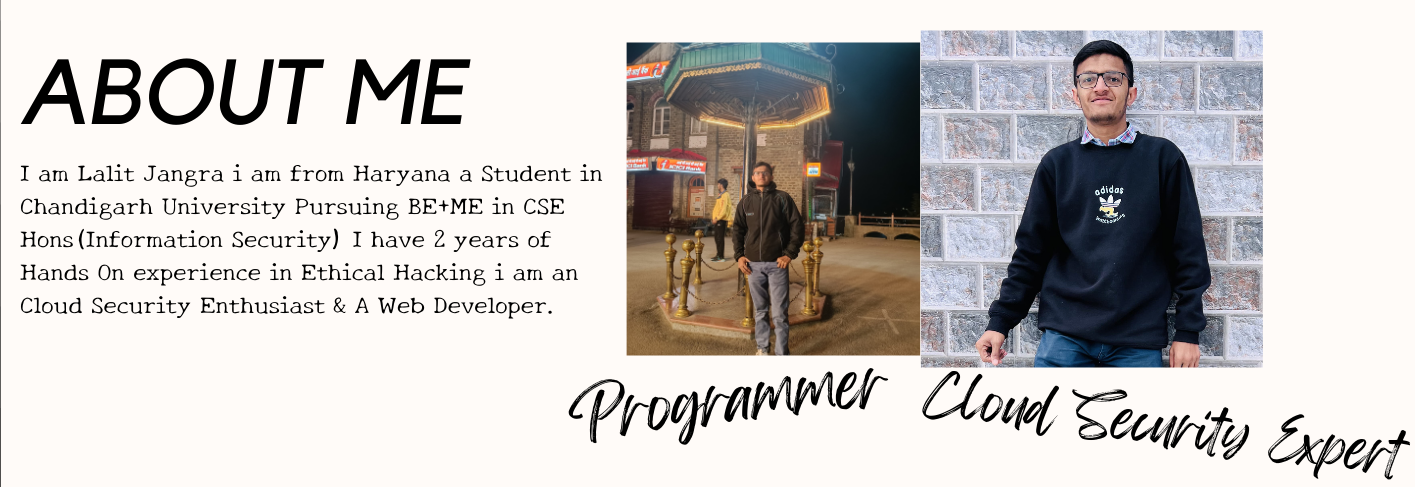 ABOUT ME
I am Lalit Jangra i am from Haryana a Student in
Chandigarh University Pursuing BE+ME in CSE
Hons(Information Security) I have 2 years of
Hands On experience in Ethical Hacking i am an
Cloud Security Enthusiast & A Web Developer.
adidas
Programmer
Cloud Security Expert